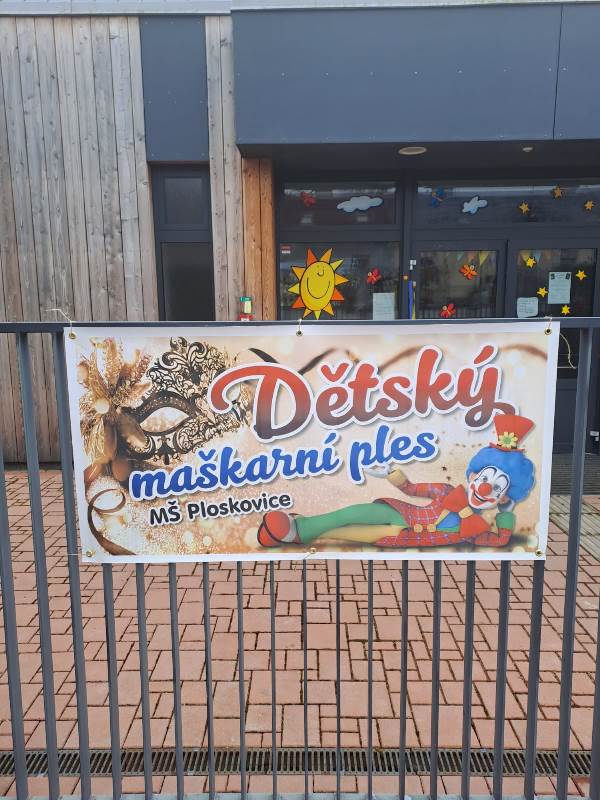 Dětský
maškarní ples
MŠ Ploskovice